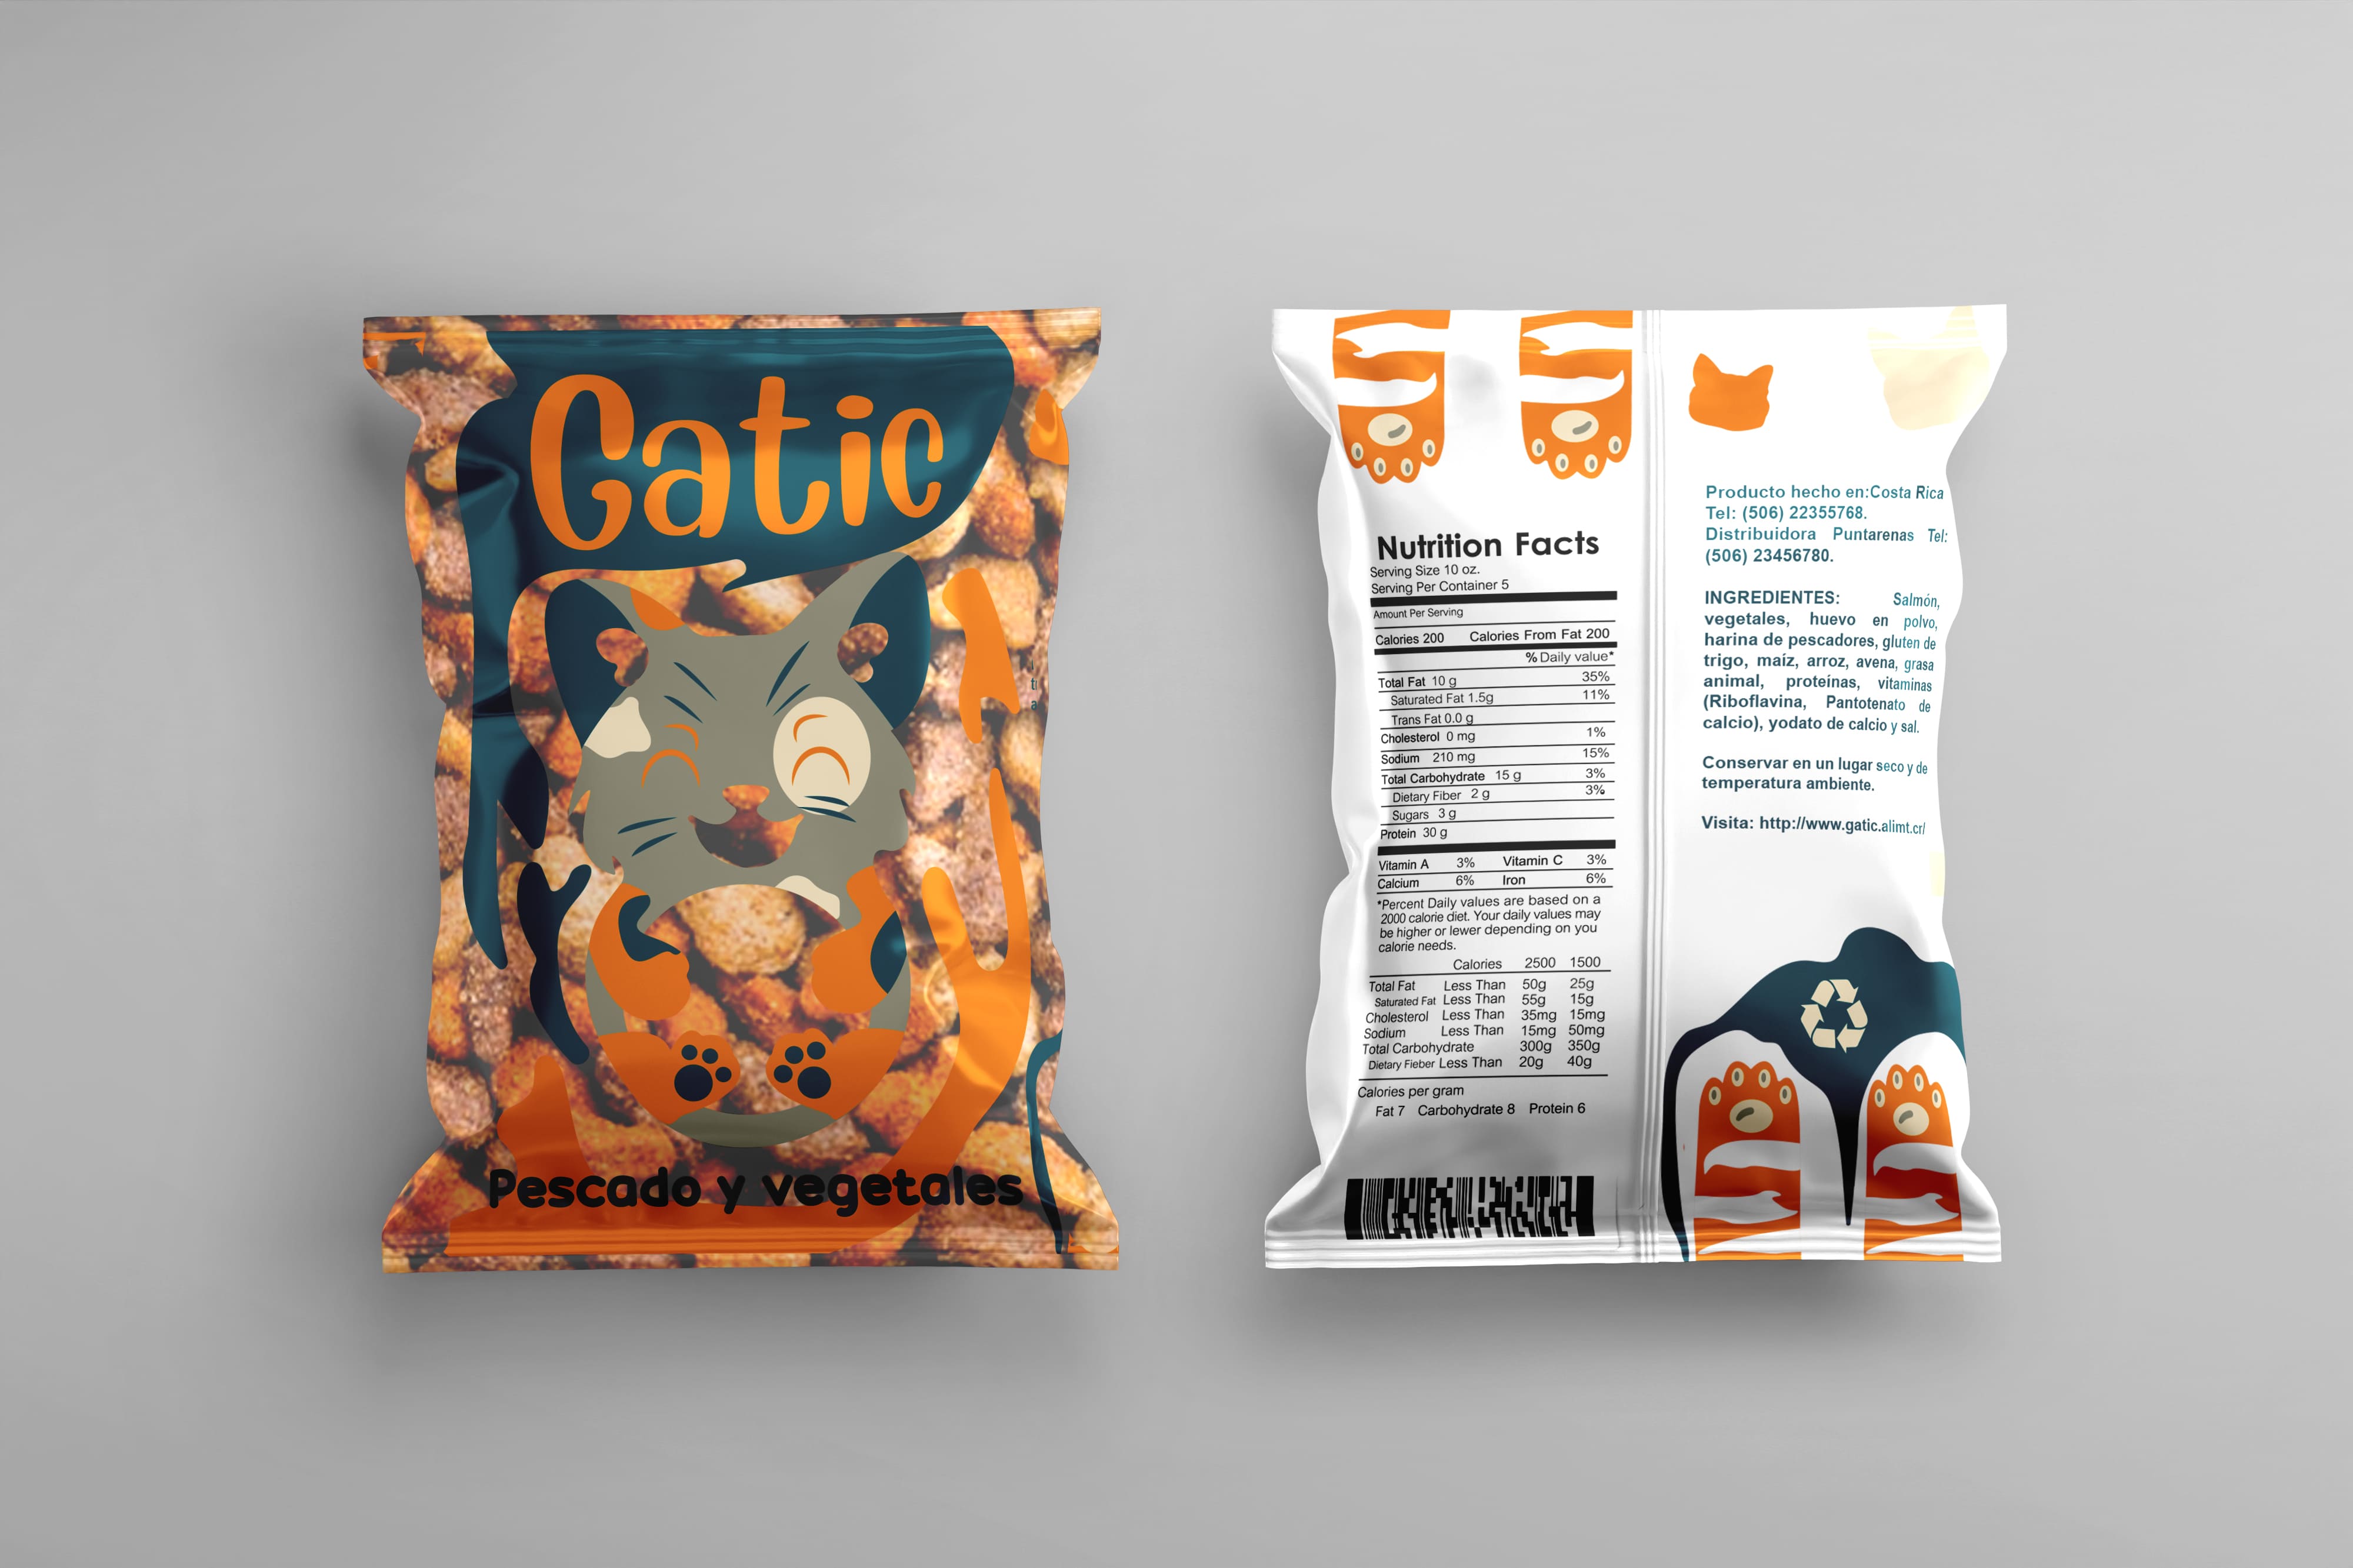 Gatic
Pescado y vegetales
Nutrition Facts
Serving Size 10 oz.
Serving Per Container 5
Amount Per Serving
Calories 200 Calories From Fat 200
% Daily value*
Total Fat 10 g 35%
Saturated Fat 1.5g 11%
Trans Fat 0.0 g
Cholesterol 0 mg 1%
Sodium 210 mg 15%
Total Carbohydrate 15 g 3%
Dietary Fiber 2 g 3%
Sugars 3 g
Protein 30 g
Vitamin A 3% Vitamin C 3%
Calcium 6% Iron 6%
*Percent Daily values are based on a
2000 calorie diet. Your daily values may
be higher or lower depending on you
calorie needs.
Calories 2500 1500
Total Fat Less Than 50g 25g
Saturated Fat Less Than 55g 15g
Cholesterol Less Than 35mg 15mg
Sodium Less Than 15mg 50mg
Total Carbohydrate 300g 350g
Dietary Fieber Less Than 20g 40g
Calories per gram
Fat 7 Carbohydrate 8 Protein 6
Producto hecho en:Costa Rica
Tel: (506) 22355768.
Distribuidora Puntarenas Tel:
(506) 23456780.
INGREDIENTES: Salmón,
vegetales, huevo en polvo,
harina de pescadores, gluten de
trigo, maíz, arroz, avena, grasa
animal, proteínas, vitaminas
(Riboflavina, Pantotenato de
calcio), yodato de calcio y sal.
Conservar en un lugar seco y de
temperatura ambiente.
Visita: http://www.gatic.alimt.cr/